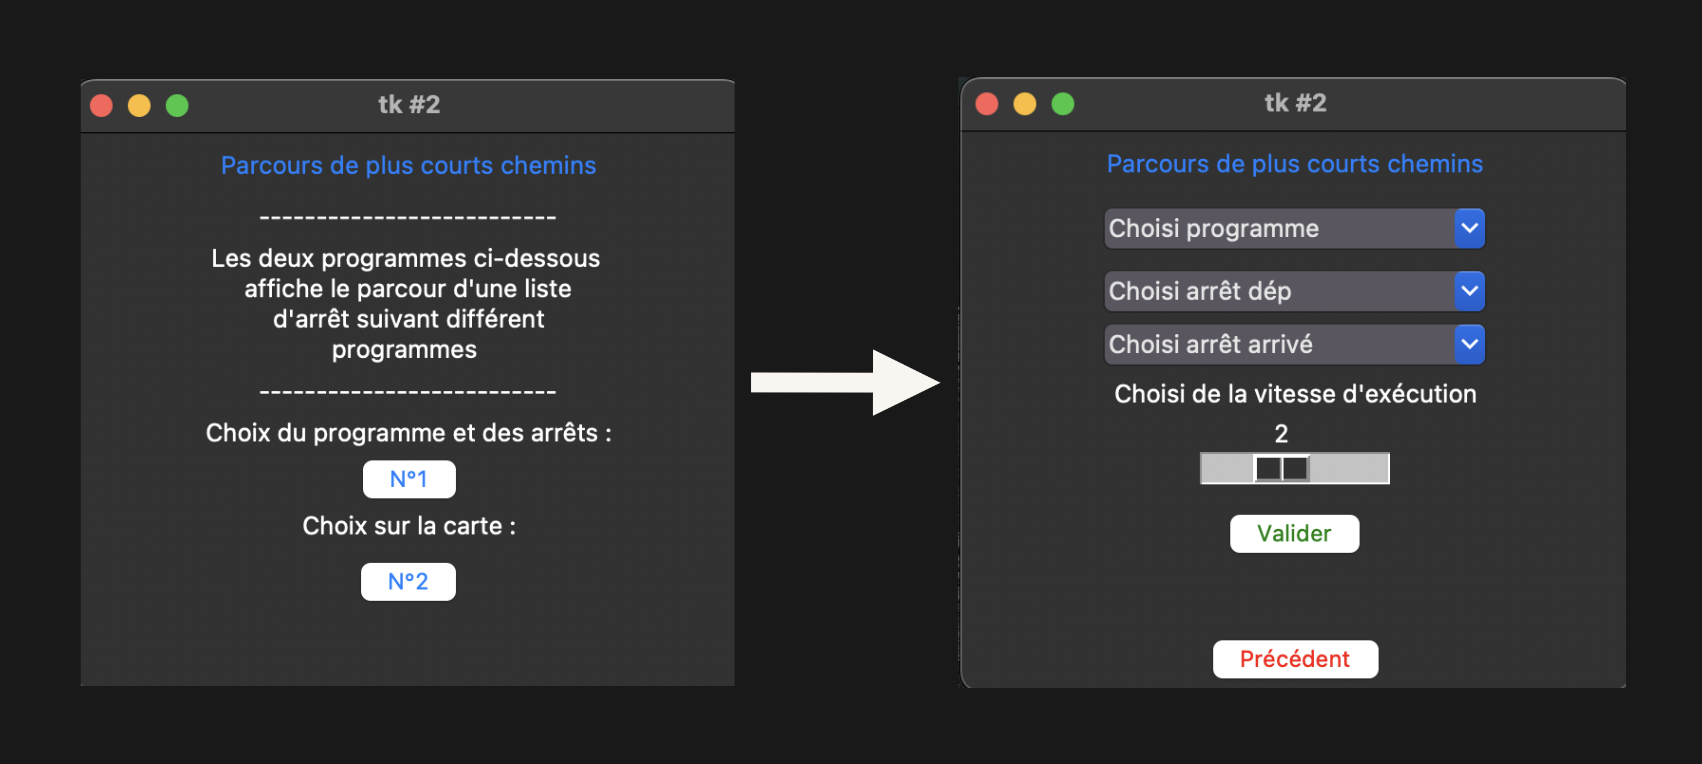 tk #2
Parcours de plus courts chemins
--------------------------
Les deux programmes ci-dessous
affiche le parcour d'une liste
d'arrêt suivant différent
programmes
--------------------------
Choix du programme et des arrêts :
N°1
Choix sur la carte :
N°2
tk #2
Parcours de plus courts chemins
Choisi programme
Choisi arrêt dép
Choisi arrêt arrivé
Choisi de la vitesse d'exécution
2
Valider
Précédent